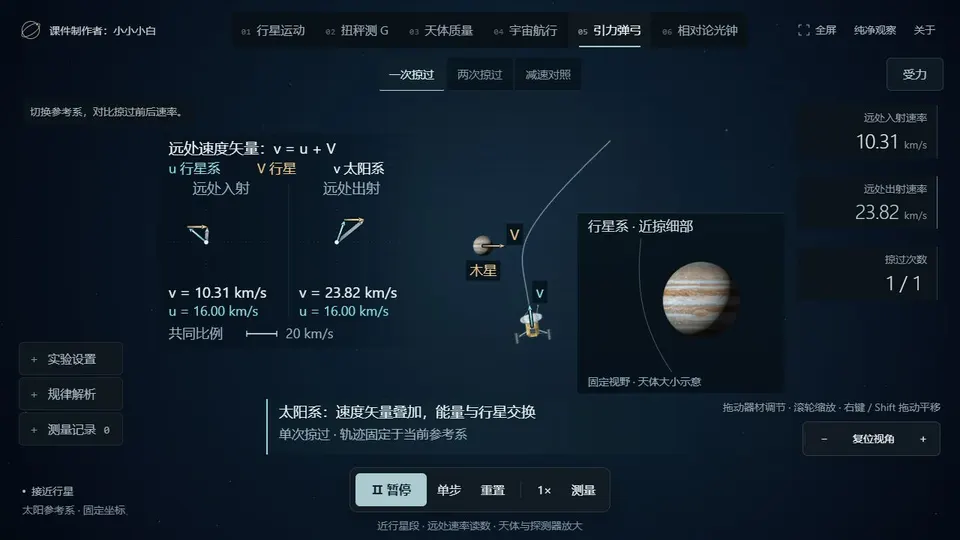 课件制作者：小小小白
01 行星运动
02 扭秤测 G
03 天体质量
04 宇宙航行
05 引力弹弓
06 相对论光钟
全屏
纯净观察
关于
一次掠过
两次掠过
减速对照
受力
切换参考系，对比掠过前后速率。
远处速度矢量：v = u + V
u 行星系
V 行星
v 太阳系
远处入射
远处出射
v = 10.31 km/s
v = 23.82 km/s
u = 16.00 km/s
u = 16.00 km/s
共同比例
20 km/s
V
木星
v
行星系 · 近掠细部
固定视野 · 天体大小示意
远处入射速率
10.31 km/s
远处出射速率
23.82 km/s
掠过次数
1 / 1
+ 实验设置
+ 规律解析
+ 测量记录 0
太阳系：速度矢量叠加，能量与行星交换
单次掠过 · 轨迹固定于当前参考系
拖动器材调节 · 滚轮缩放 · 右键 / Shift 拖动平移
− 复位视角 +
• 接近行星
太阳参考系 · 固定坐标
暂停
单步
重置
1×
测量
近行星段 · 远处速率读数 · 天体与探测器放大